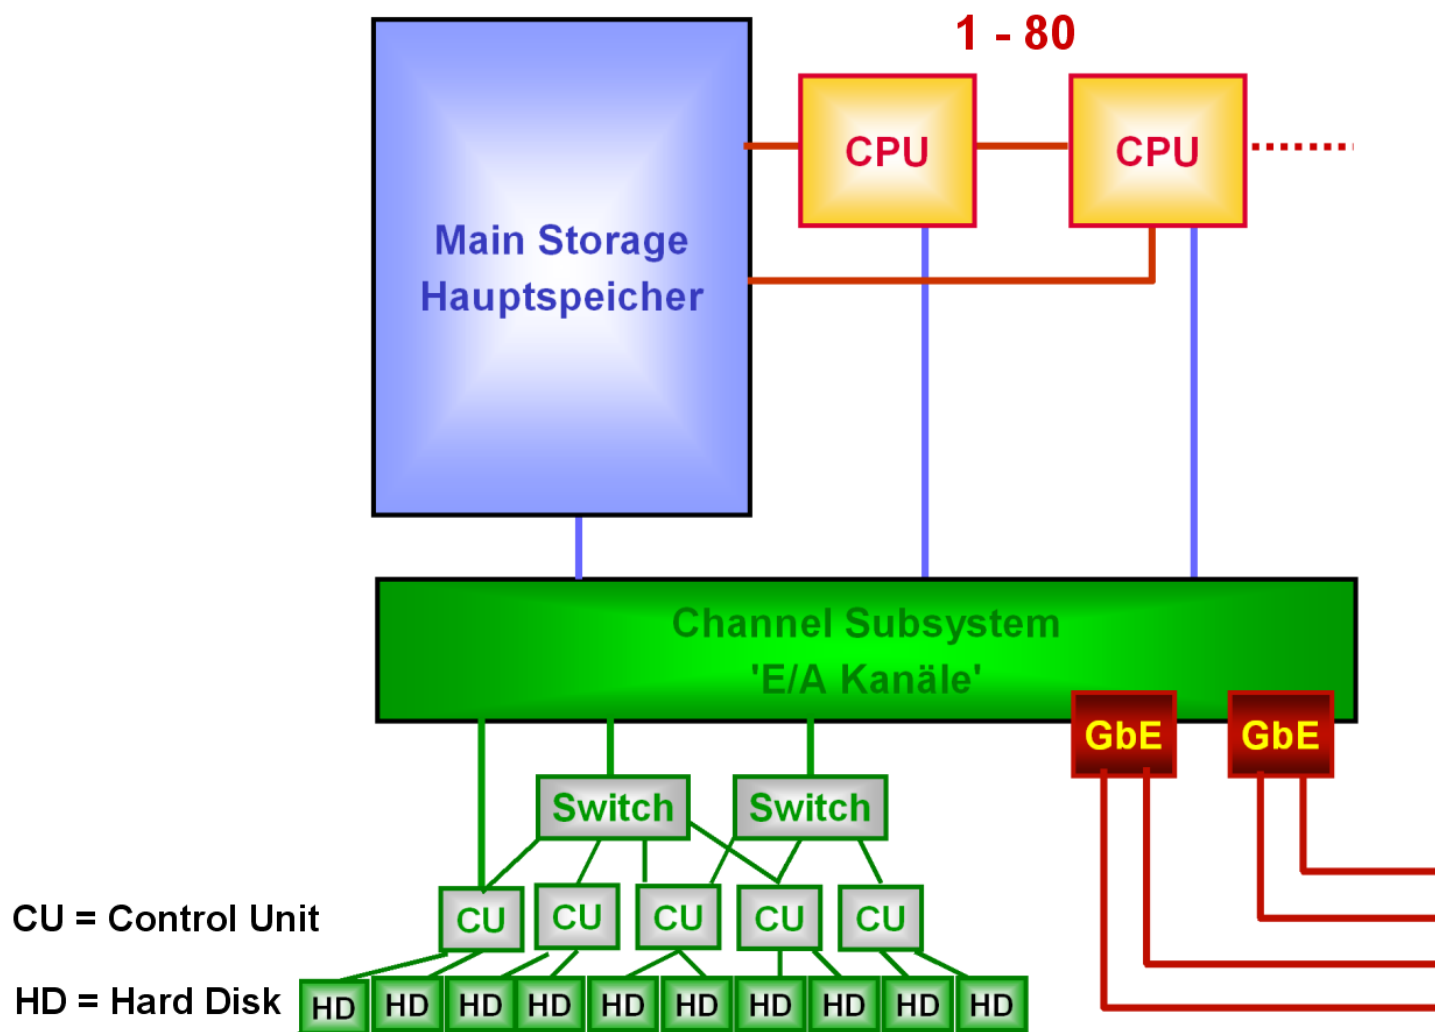 1 - 80
CPU
CPU
Main Storage
Hauptspeicher
Channel Subsystem
'E/A Kanäle'
GbE
GbE
Switch
Switch
CU = Control Unit
CU
CU
CU
CU
CU
HD = Hard Disk
HD
HD
HD
HD
HD
HD
HD
HD
HD
HD